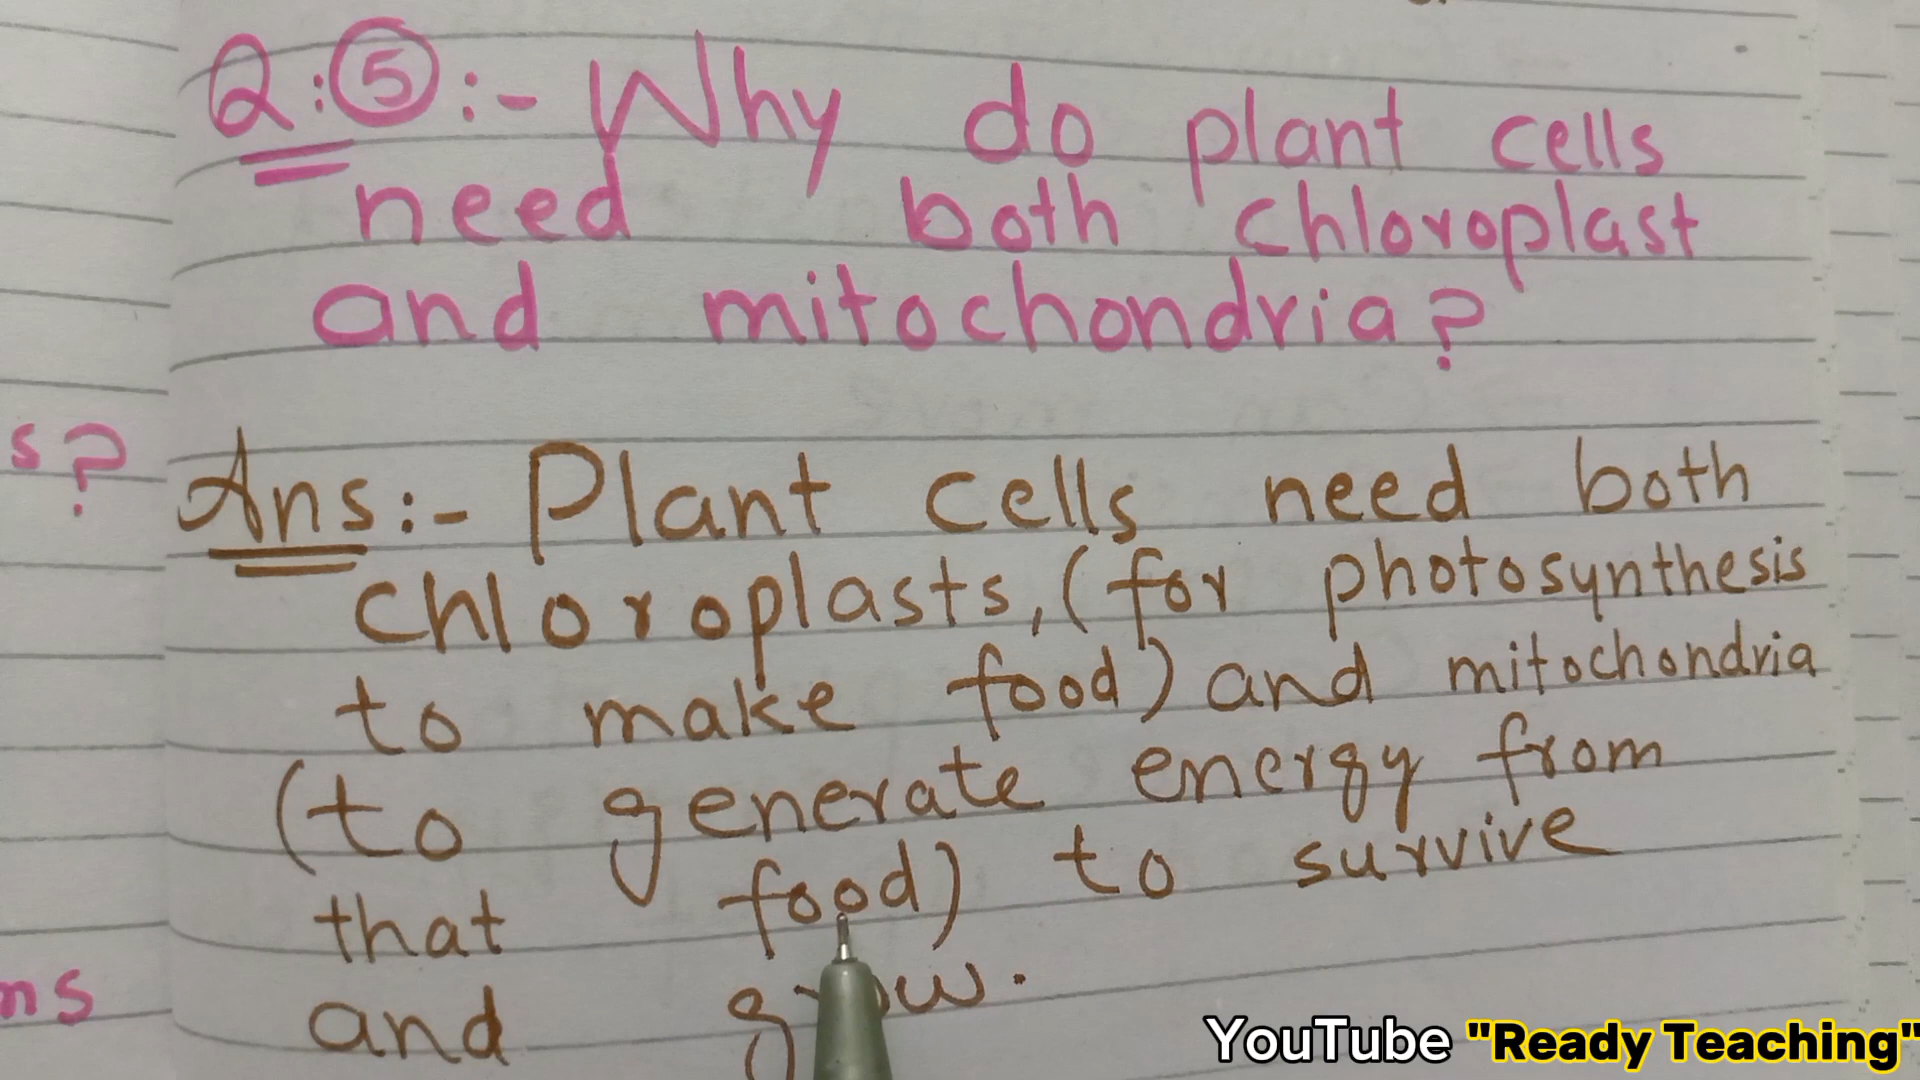 Q:⑤:- Why do plant cells
need both chloroplast
and mitochondria?
s?
Ans:- Plant cells need both
chloroplasts, (for photosynthesis
to make food) and mitochondria
(to generate energy from
that food) to survive
ns
and grow.
YouTube "Ready Teaching"